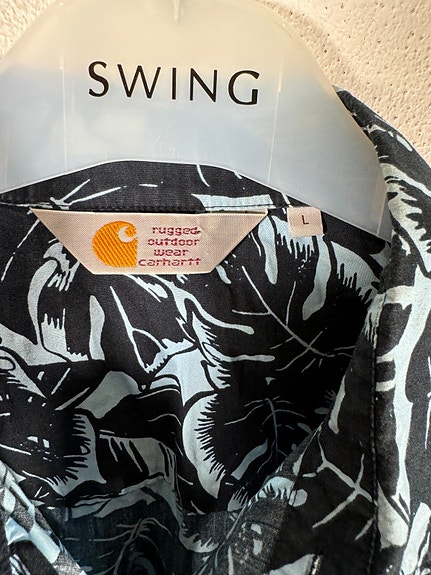 SWING
rugged
outdoor
wear
carhartt
L